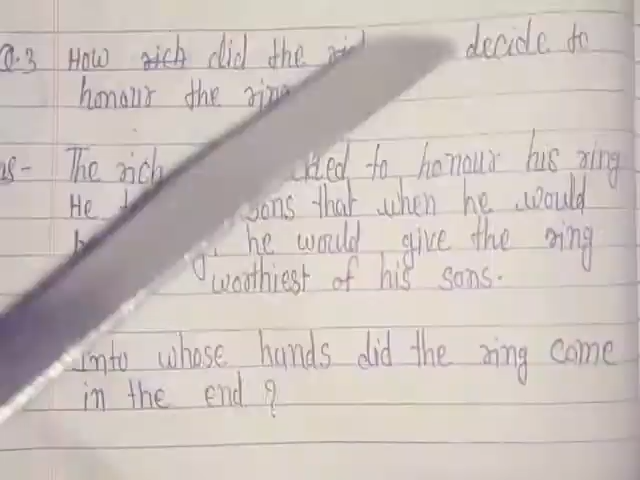 Q.3 How did the decide to
honour the ring
The rich to honour his ring
He sons that when he would
he would give the ring
worthiest of his sons.
into whose hands did the ring come
in the end ?